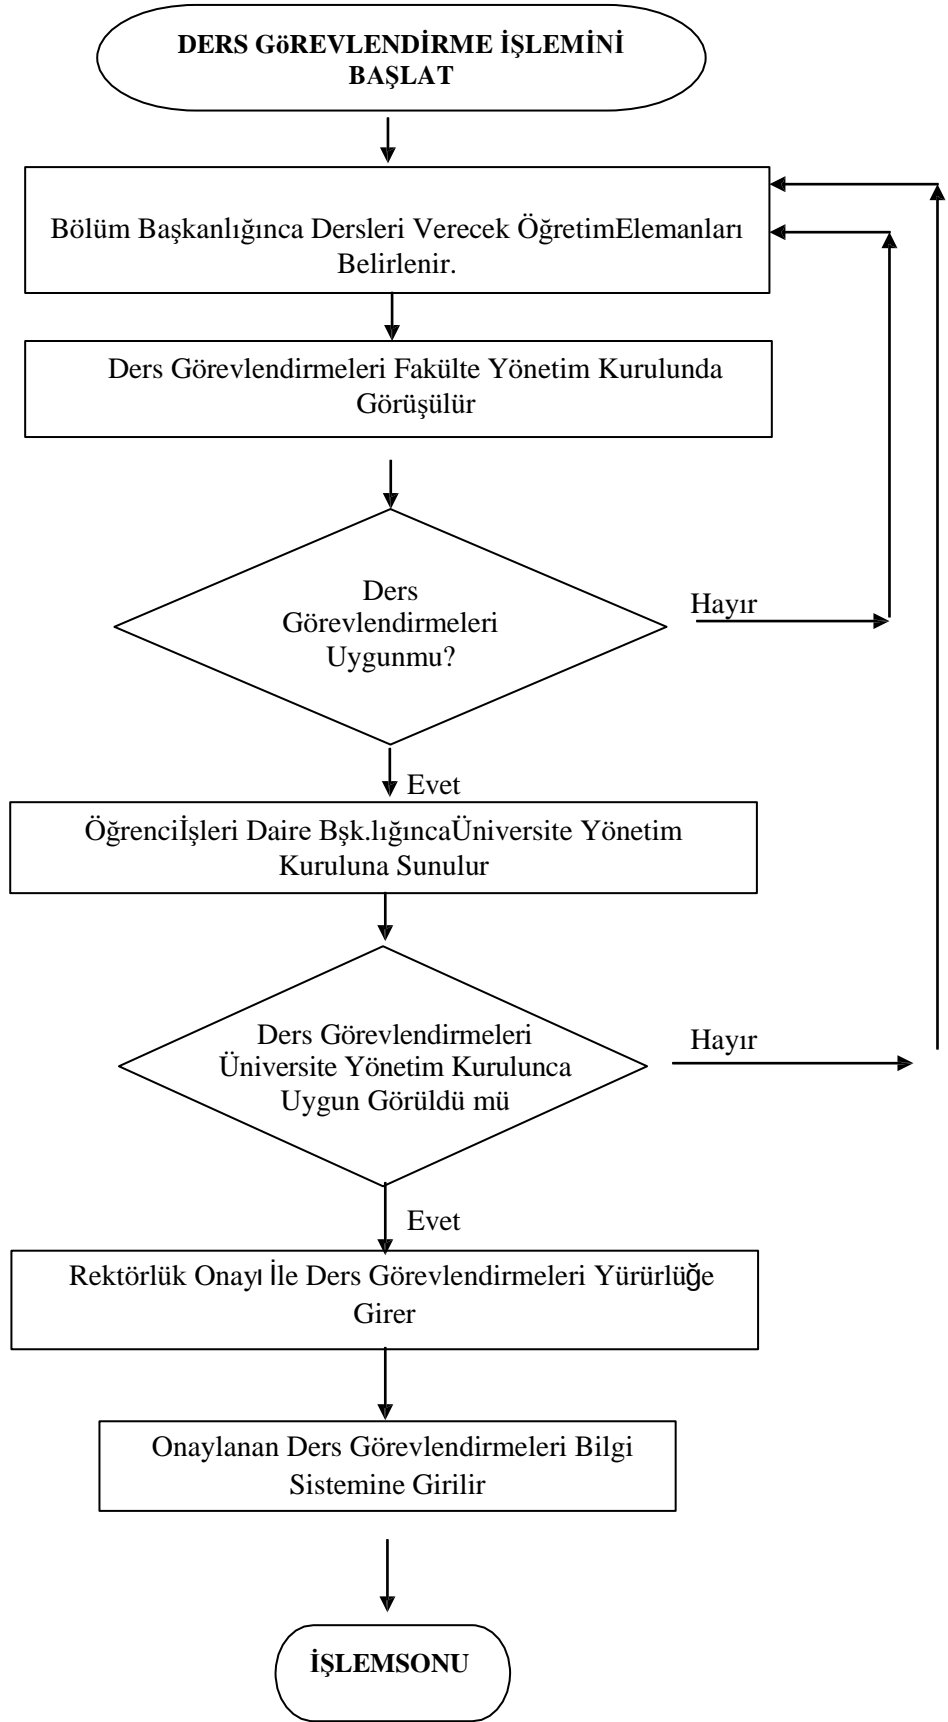 DERS GöREVLENDİRME İŞLEMİNİ
BAŞLAT
Bölüm Başkanlığınca Dersleri Verecek ÖğretimElemanları
Belirlenir.
Ders Görevlendirmeleri Fakülte Yönetim Kurulunda
Görüşülür
Ders
Görevlendirmeleri
Uygunmu?
Hayır
Evet
Öğrenciİşleri Daire Bşk.lığıncaÜniversite Yönetim
Kuruluna Sunulur
Ders Görevlendirmeleri
Üniversite Yönetim Kurulunca
Uygun Görüldü mü
Hayır
Evet
Rektörlük Onayı İle Ders Görevlendirmeleri Yürürlüğe
Girer
Onaylanan Ders Görevlendirmeleri Bilgi
Sistemine Girilir
İŞLEMSONU